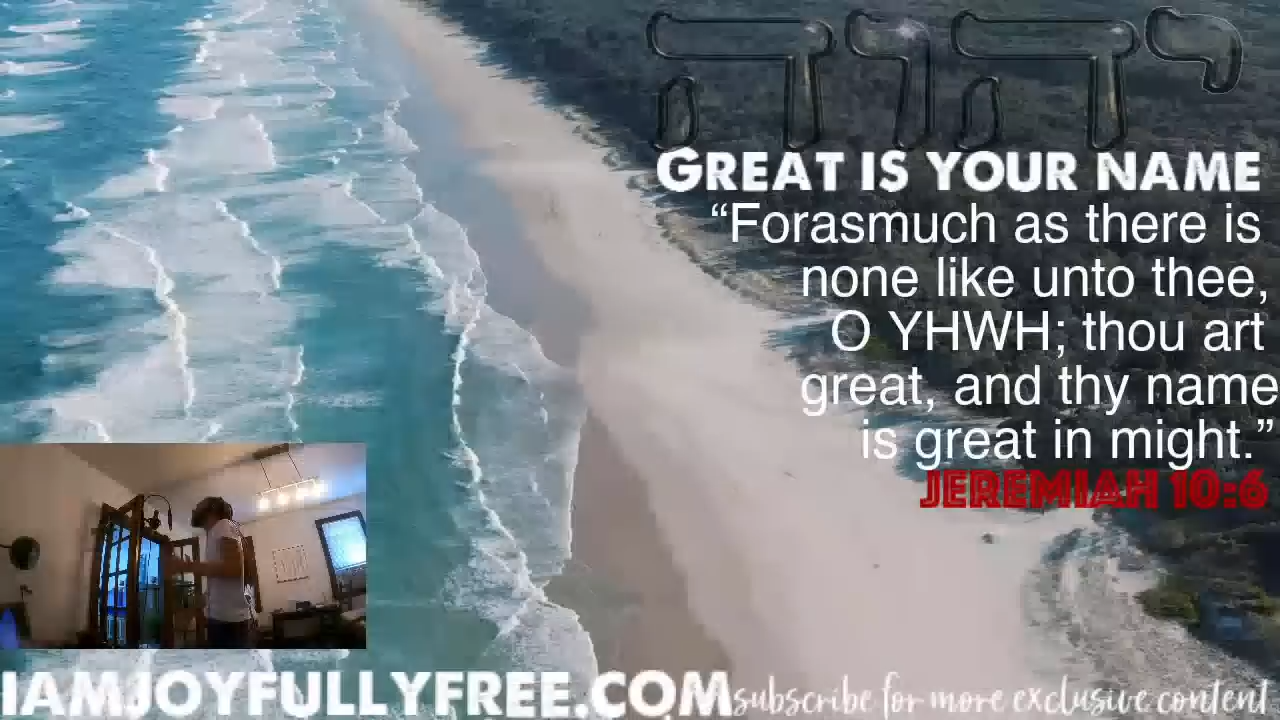 יהוה
GREAT IS YOUR NAME
“Forasmuch as there is
none like unto thee,
O YHWH; thou art
great, and thy name
is great in might.”
JEREMIAH 10:6
IAMJOYFULLYFREE.COM
subscribe for more exclusive content